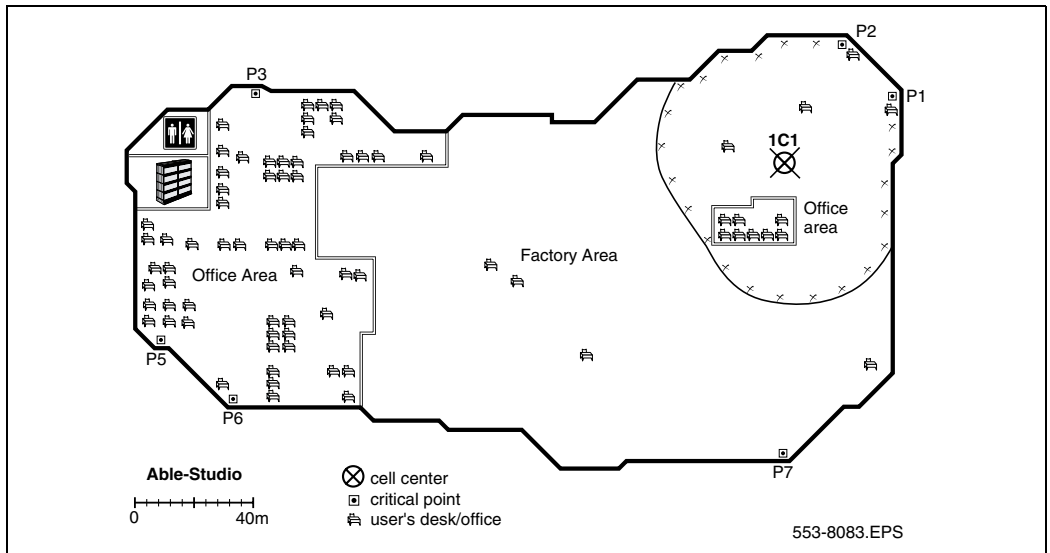 P2
P3
P1
1C1
Office
area
Factory Area
Office Area
P5
P6
P7
Able-Studio
0 40m
cell center
critical point
user's desk/office
553-8083.EPS